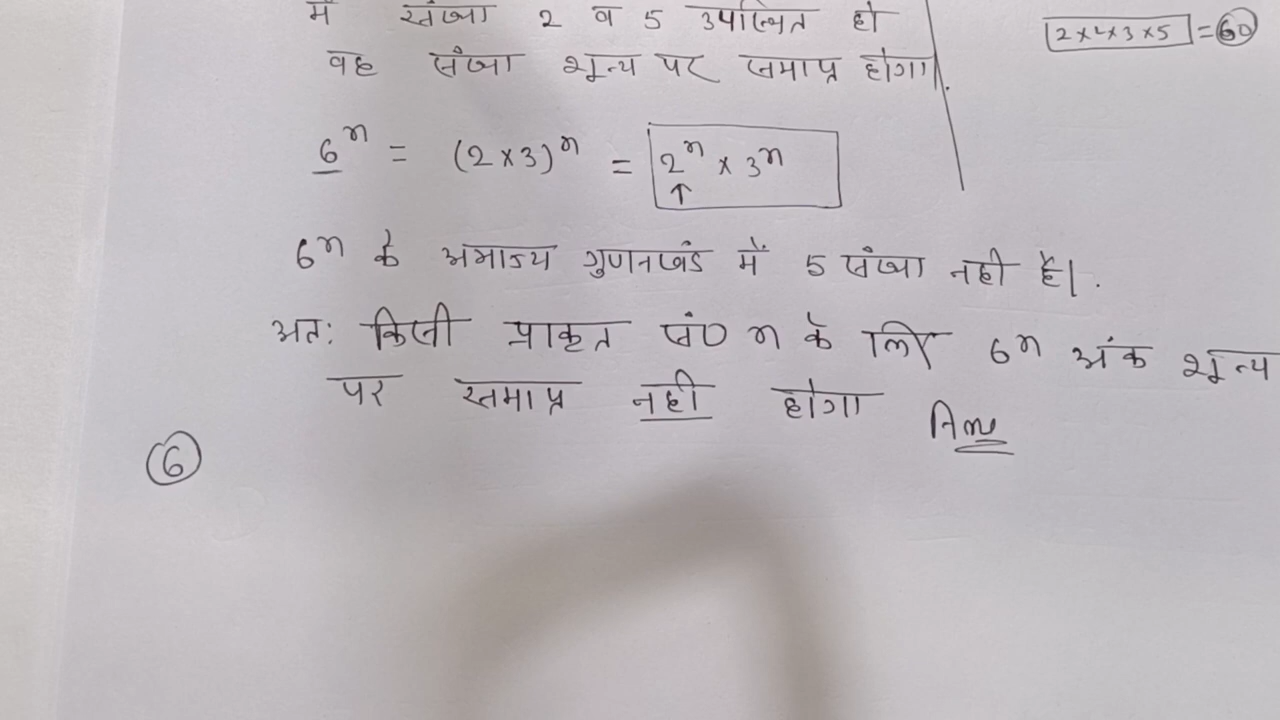 में संख्या 2 व 5 उपस्थित हो
वह संख्या शून्य पर समाप्त होगा।
2×2×3×5 = 60
6ⁿ = (2×3)ⁿ = 2ⁿ × 3ⁿ
↑
6ⁿ के अभाज्य गुणनखंड में 5 संख्या नही है।
अतः किसी प्राकृत सं० n के लिए 6ⁿ अंक शून्य
पर समाप्त नही होगा Ans
6